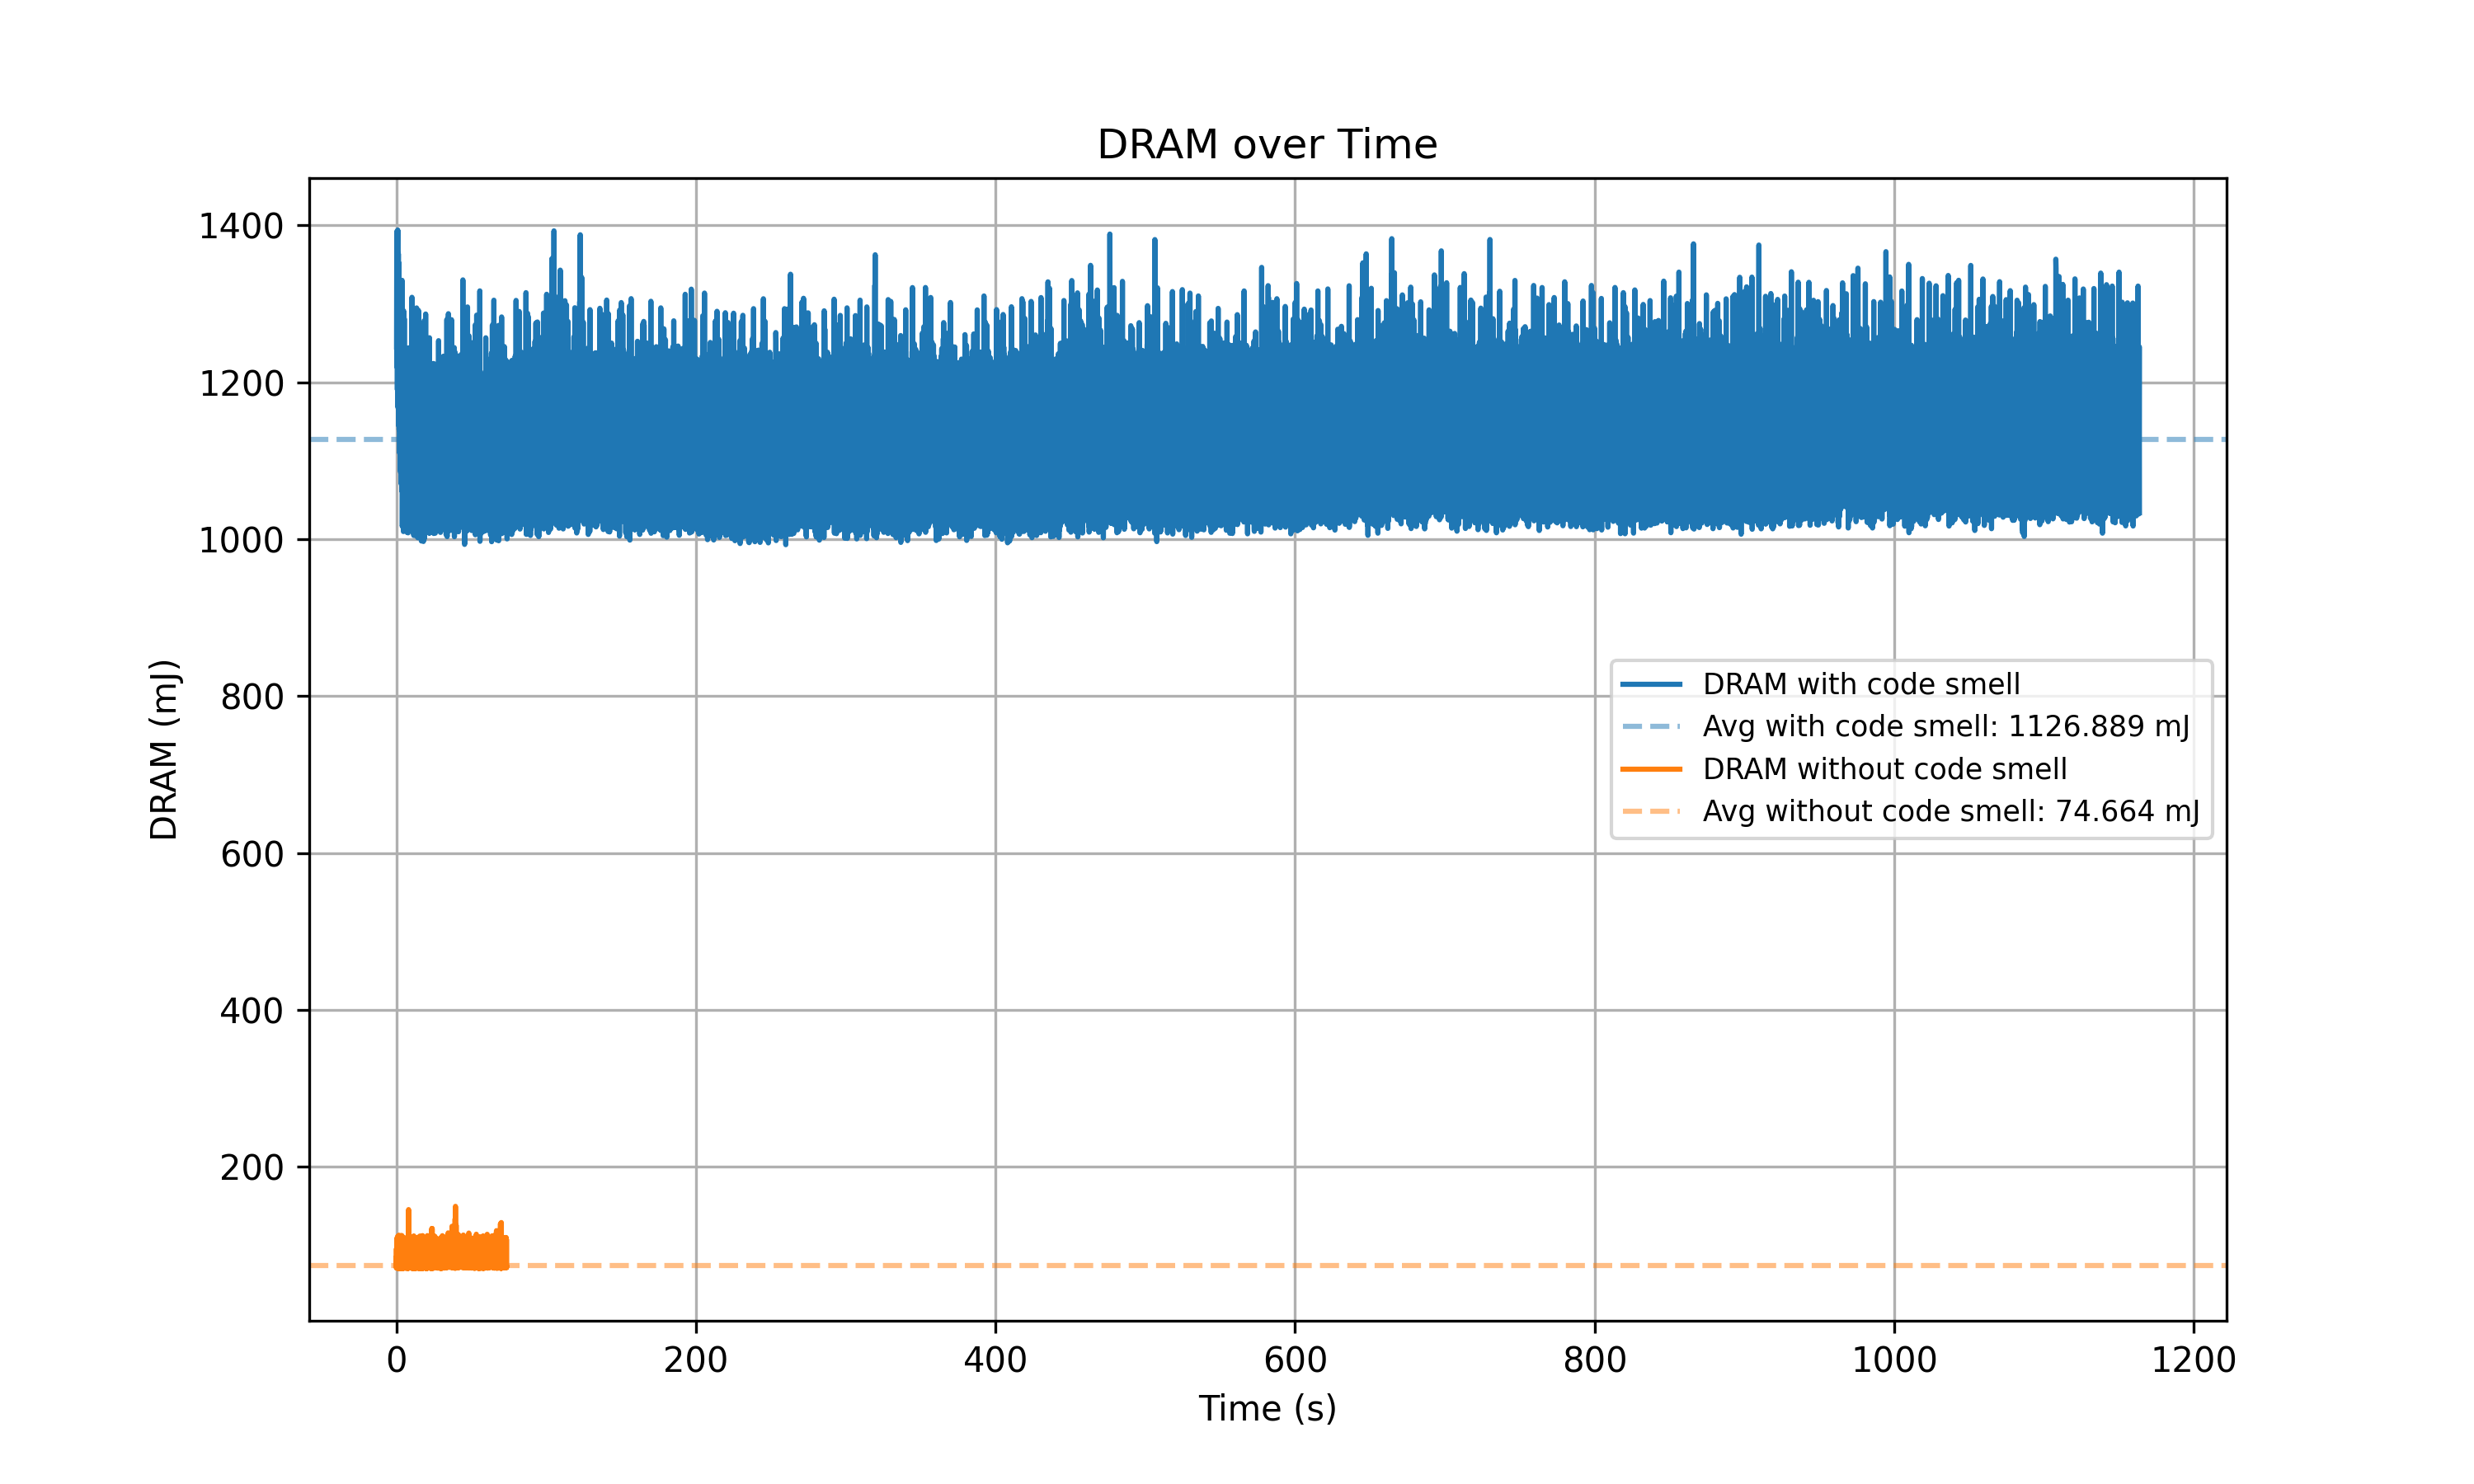 DRAM over Time
1400
1200
1000
800
600
400
200
DRAM (mJ)
DRAM with code smell
Avg with code smell: 1126.889 mJ
DRAM without code smell
Avg without code smell: 74.664 mJ
0 200 400 600 800 1000 1200
Time (s)